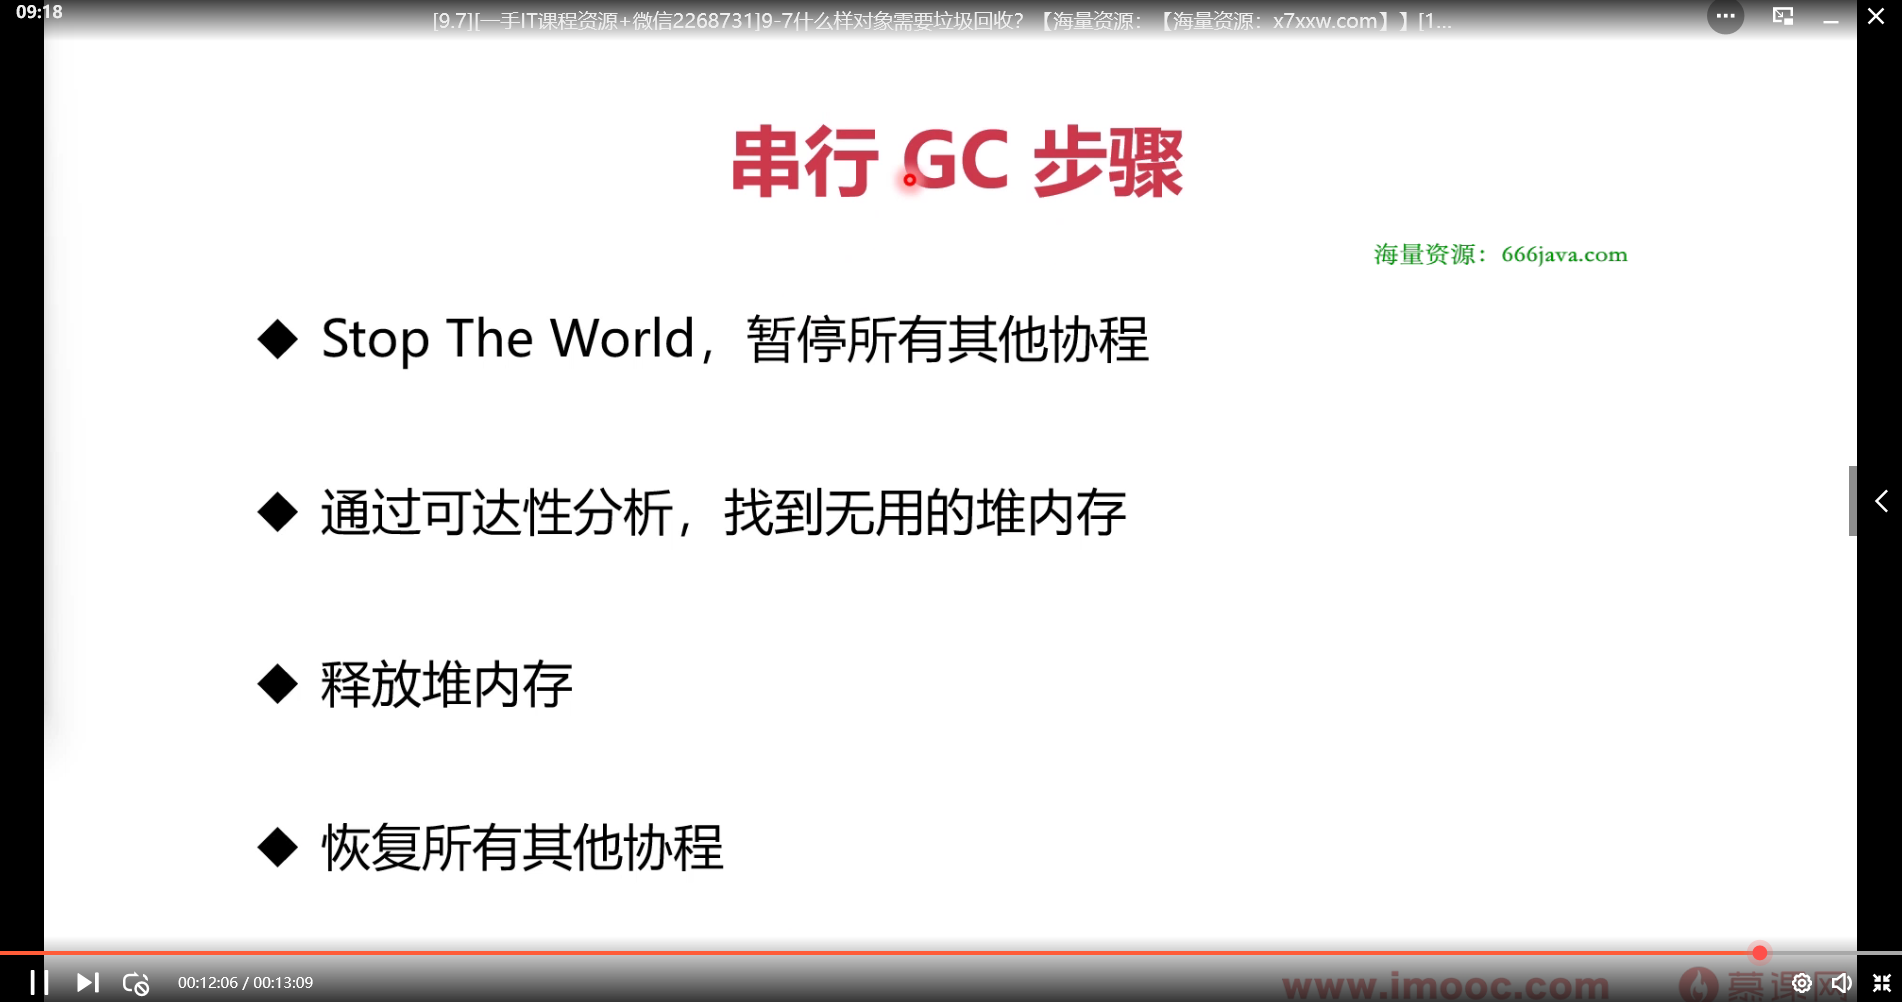 09:18
[9.7][一手IT课程资源+微信2268731]9-7什么样对象需要垃圾回收？【海量资源：【海量资源：x7xxw.com】】[1...
串行 GC 步骤
海量资源：666java.com
◆ Stop The World，暂停所有其他协程
◆ 通过可达性分析，找到无用的堆内存
◆ 释放堆内存
◆ 恢复所有其他协程
00:12:06 / 00:13:09
www.imooc.com 慕课网